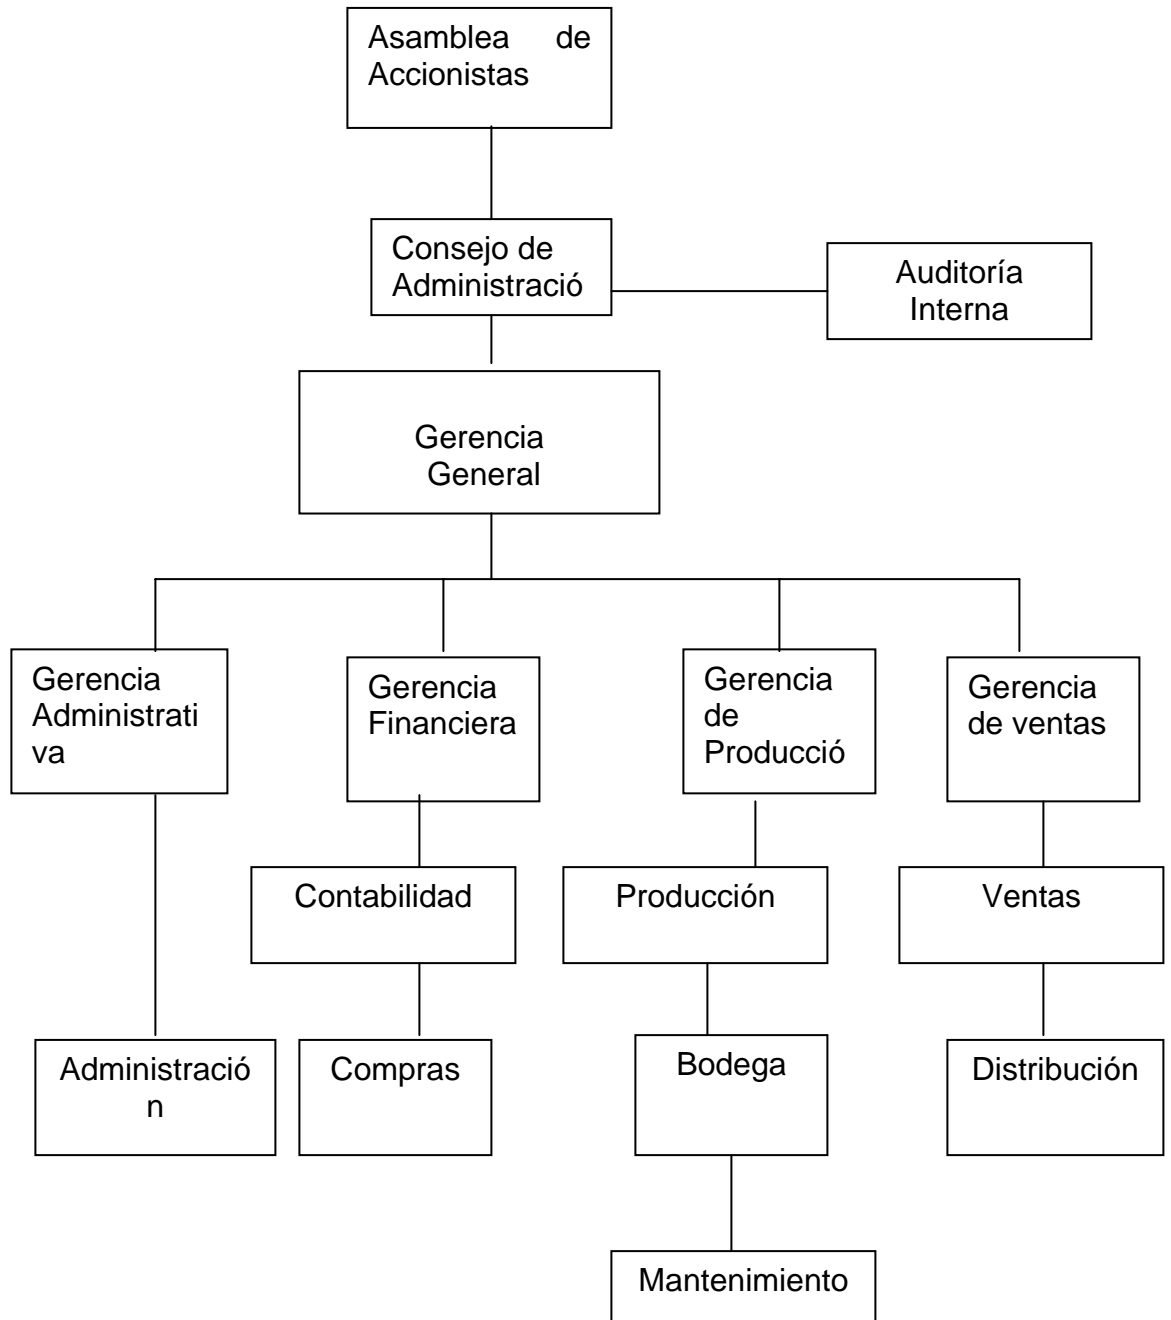 Asamblea de
Accionistas
Consejo de
Administració
Auditoría
Interna
Gerencia
General
Gerencia
Administrati
va
Gerencia
Financiera
Gerencia
de
Producció
Gerencia
de ventas
Contabilidad
Producción
Ventas
Administració
n
Compras
Bodega
Distribución
Mantenimiento